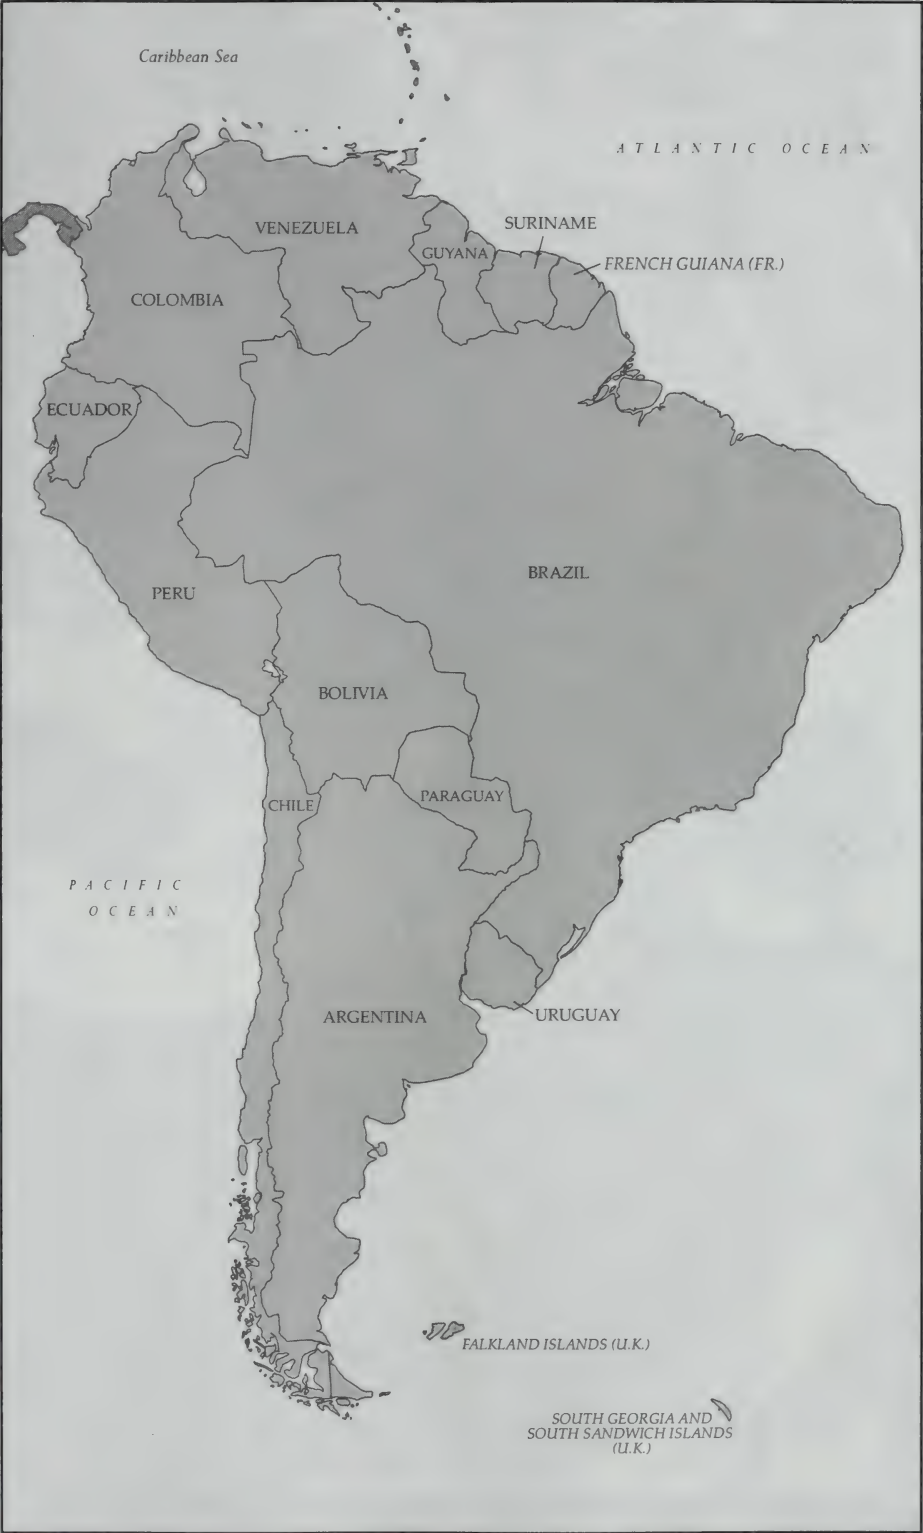 Caribbean Sea
ATLANTIC OCEAN
SURINAME
VENEZUELA
GUYANA
FRENCH GUIANA (FR.)
COLOMBIA
ECUADOR
BRAZIL
PERU
BOLIVIA
PARAGUAY
CHILE
PACIFIC
OCEAN
ARGENTINA
URUGUAY
FALKLAND ISLANDS (U.K.)
SOUTH GEORGIA AND
SOUTH SANDWICH ISLANDS
(U.K.)